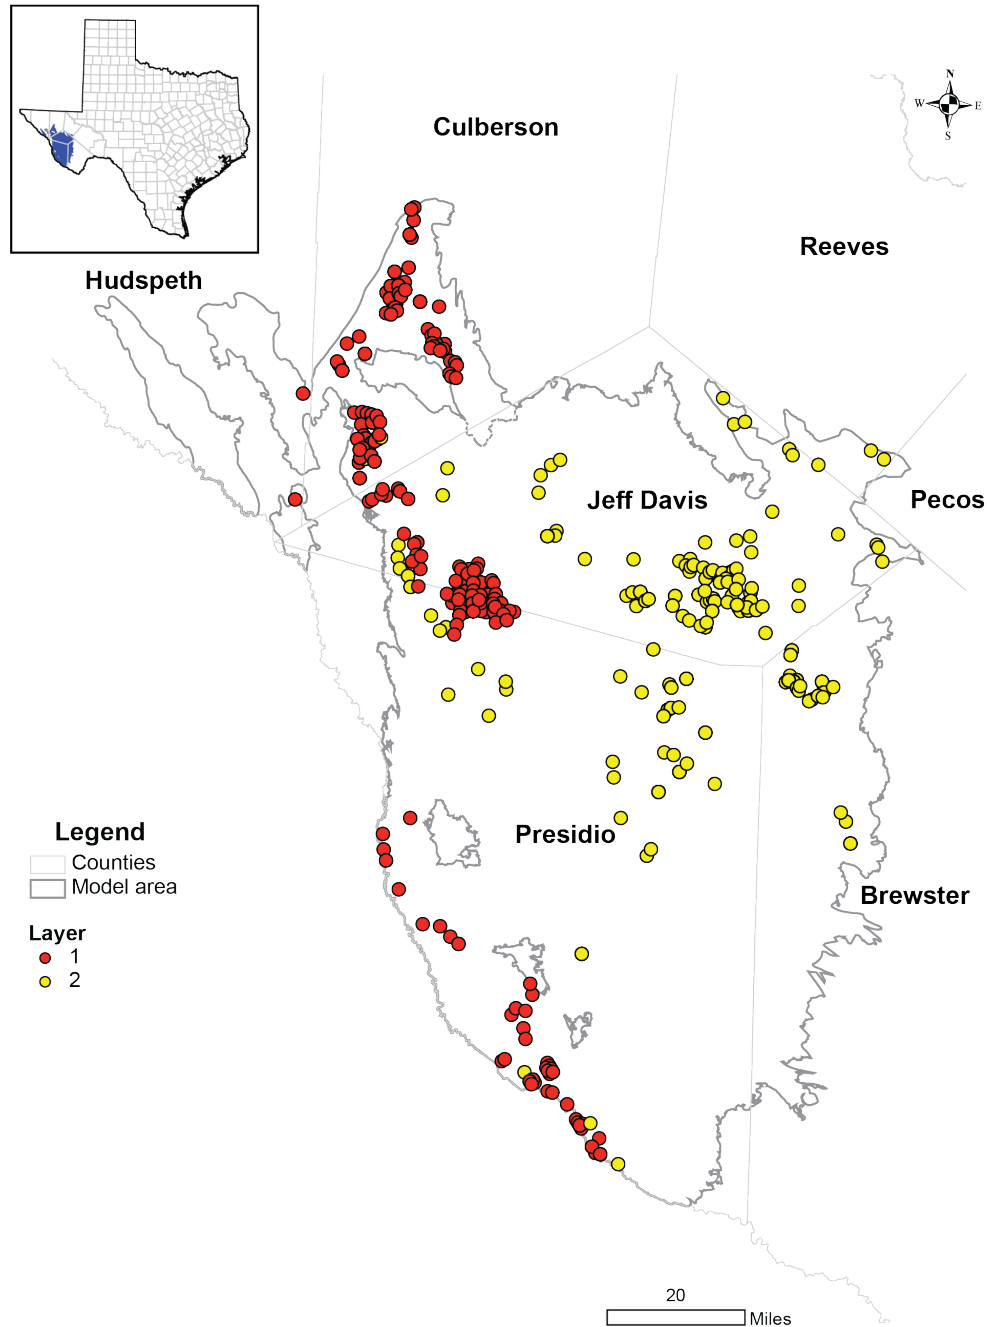 N
W E
S
Culberson
Reeves
Hudspeth
Jeff Davis
Pecos
Presidio
Brewster
Legend
Counties
Model area
Layer
1
2
20
Miles